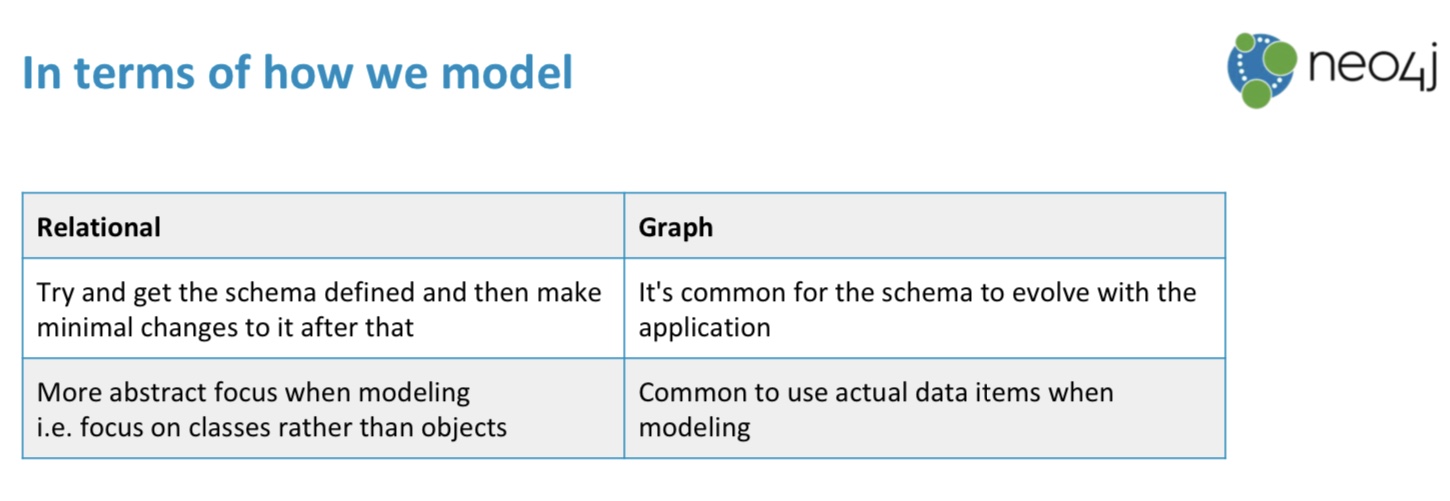 In terms of how we model
neo4j
Relational
Graph
Try and get the schema defined and then make
minimal changes to it after that
It's common for the schema to evolve with the
application
More abstract focus when modeling
i.e. focus on classes rather than objects
Common to use actual data items when
modeling